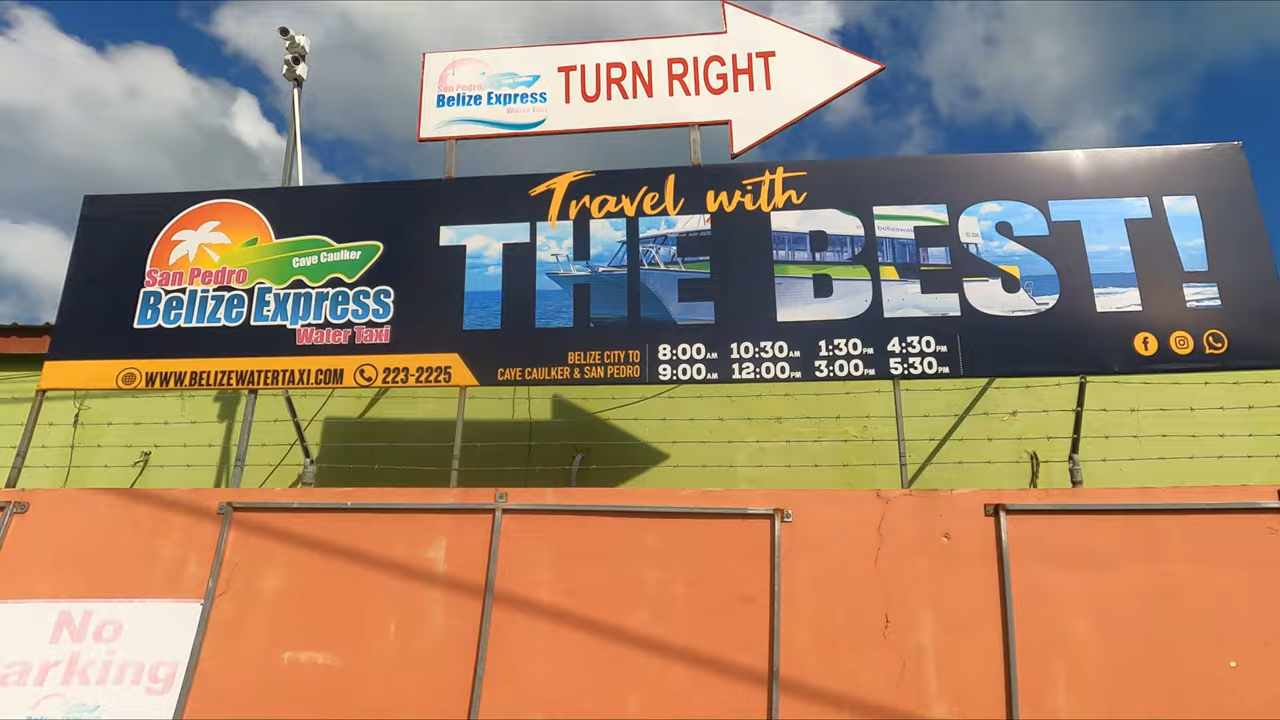 San Pedro
Caye Caulker
Belize Express
Water Taxi
TURN RIGHT
Travel with
THE BEST!
Caye Caulker
San Pedro
Belize Express
Water Taxi
WWW.BELIZEWATERTAXI.COM 223-2225
BELIZE CITY TO
CAYE CAULKER & SAN PEDRO
8:00AM 10:30AM 1:30PM 4:30PM
9:00AM 12:00PM 3:00PM 5:30PM
No
arking